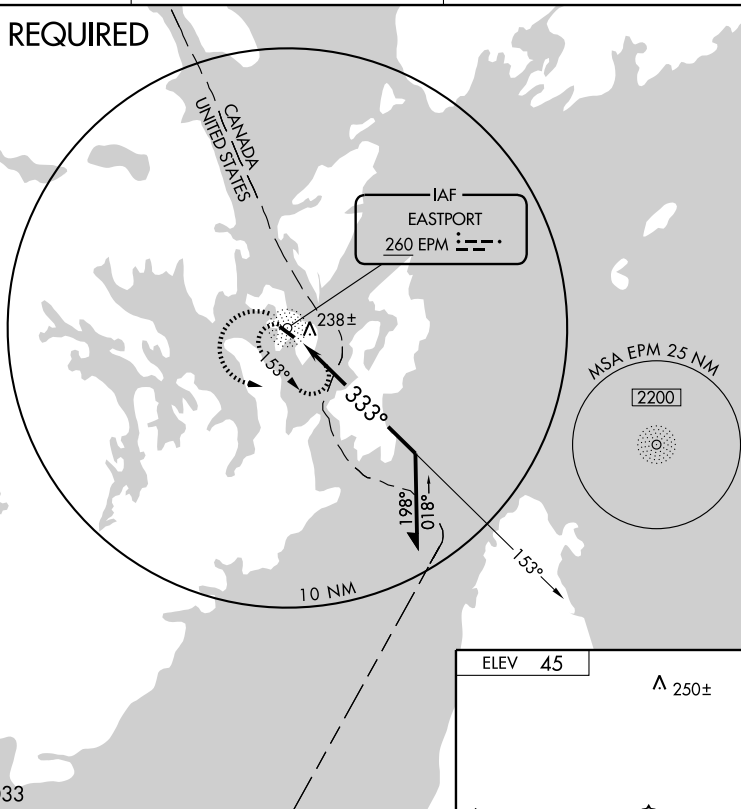 REQUIRED
CANADA
UNITED STATES
IAF
EASTPORT
260 EPM
238±
153°
333°
MSA EPM 25 NM
2200
198°
018°
153°
10 NM
ELEV 45
250±